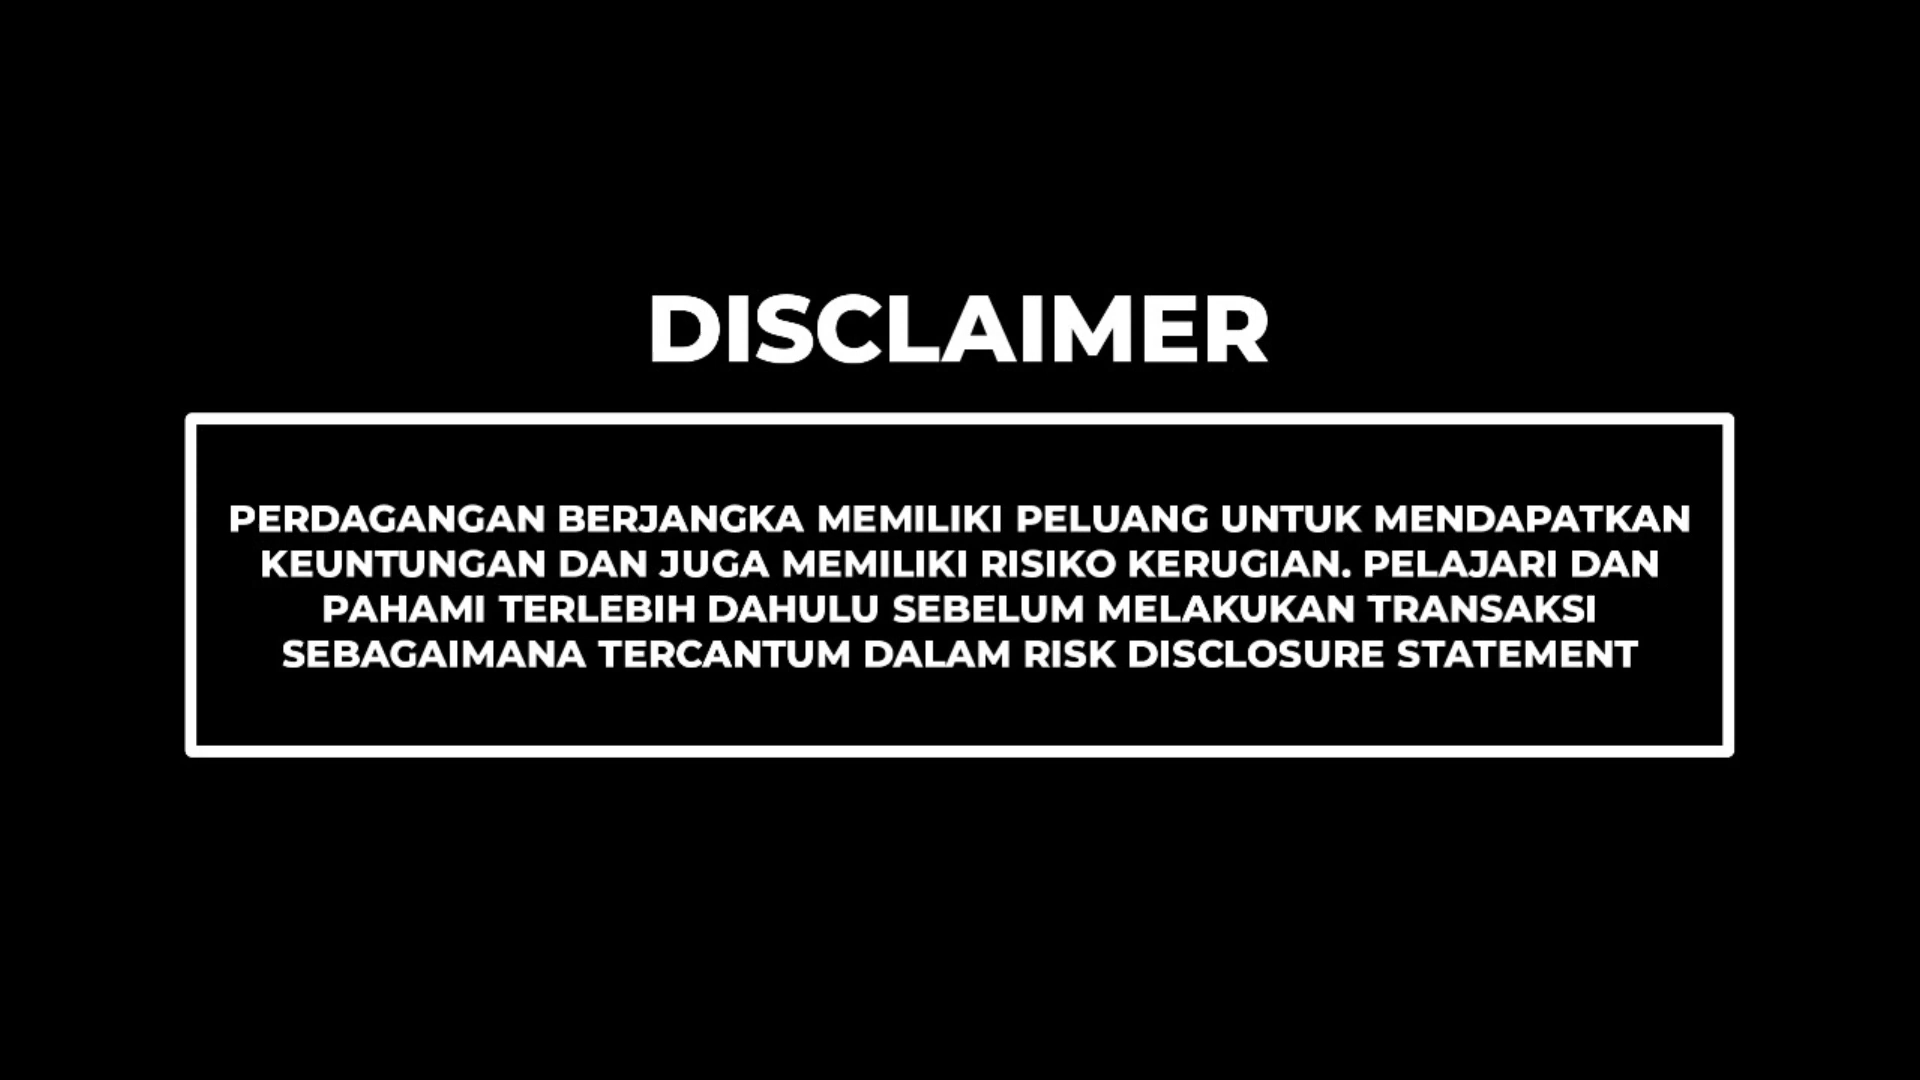 DISCLAIMER
PERDAGANGAN BERJANGKA MEMILIKI PELUANG UNTUK MENDAPATKAN
KEUNTUNGAN DAN JUGA MEMILIKI RISIKO KERUGIAN. PELAJARI DAN
PAHAMI TERLEBIH DAHULU SEBELUM MELAKUKAN TRANSAKSI
SEBAGAIMANA TERCANTUM DALAM RISK DISCLOSURE STATEMENT